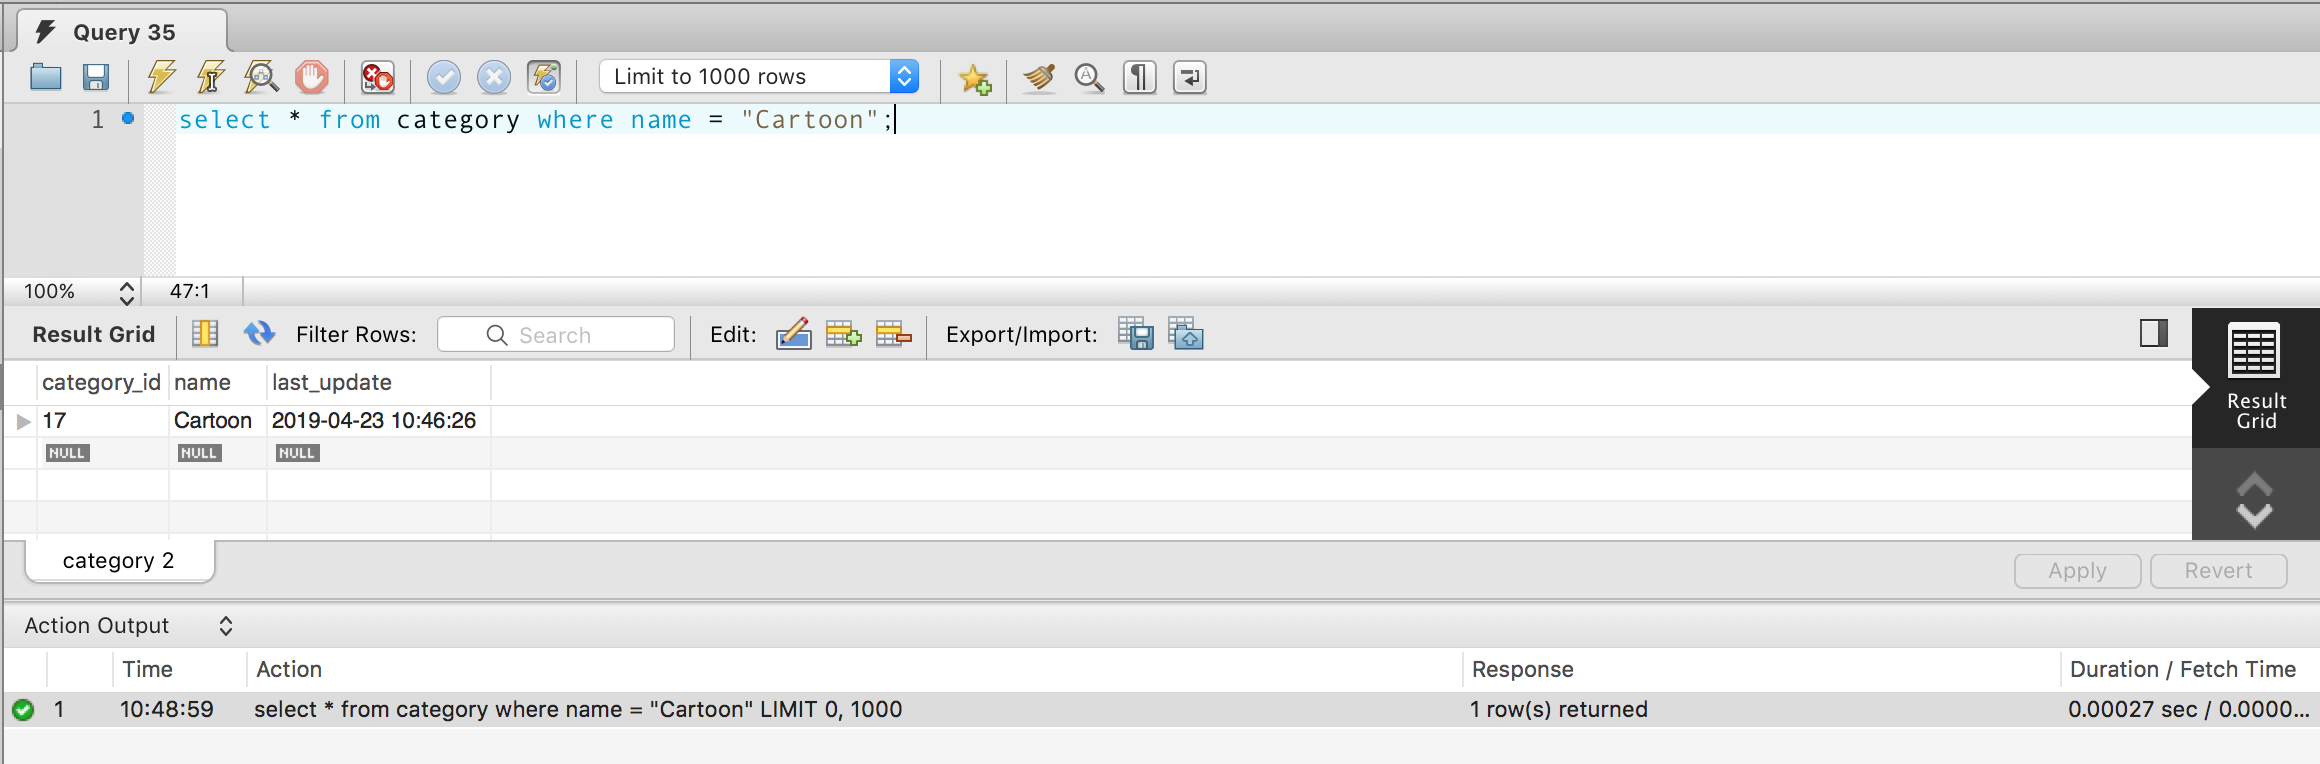 Query 35
Limit to 1000 rows
1 select * from category where name = "Cartoon";
100% 47:1
Result Grid Filter Rows: Search Edit: Export/Import:
category_id name last_update
17 Cartoon 2019-04-23 10:46:26
NULL NULL NULL
Result
Grid
category 2
Apply Revert
Action Output
Time Action Response Duration / Fetch Time
1 10:48:59 select * from category where name = "Cartoon" LIMIT 0, 1000 1 row(s) returned 0.00027 sec / 0.0000...